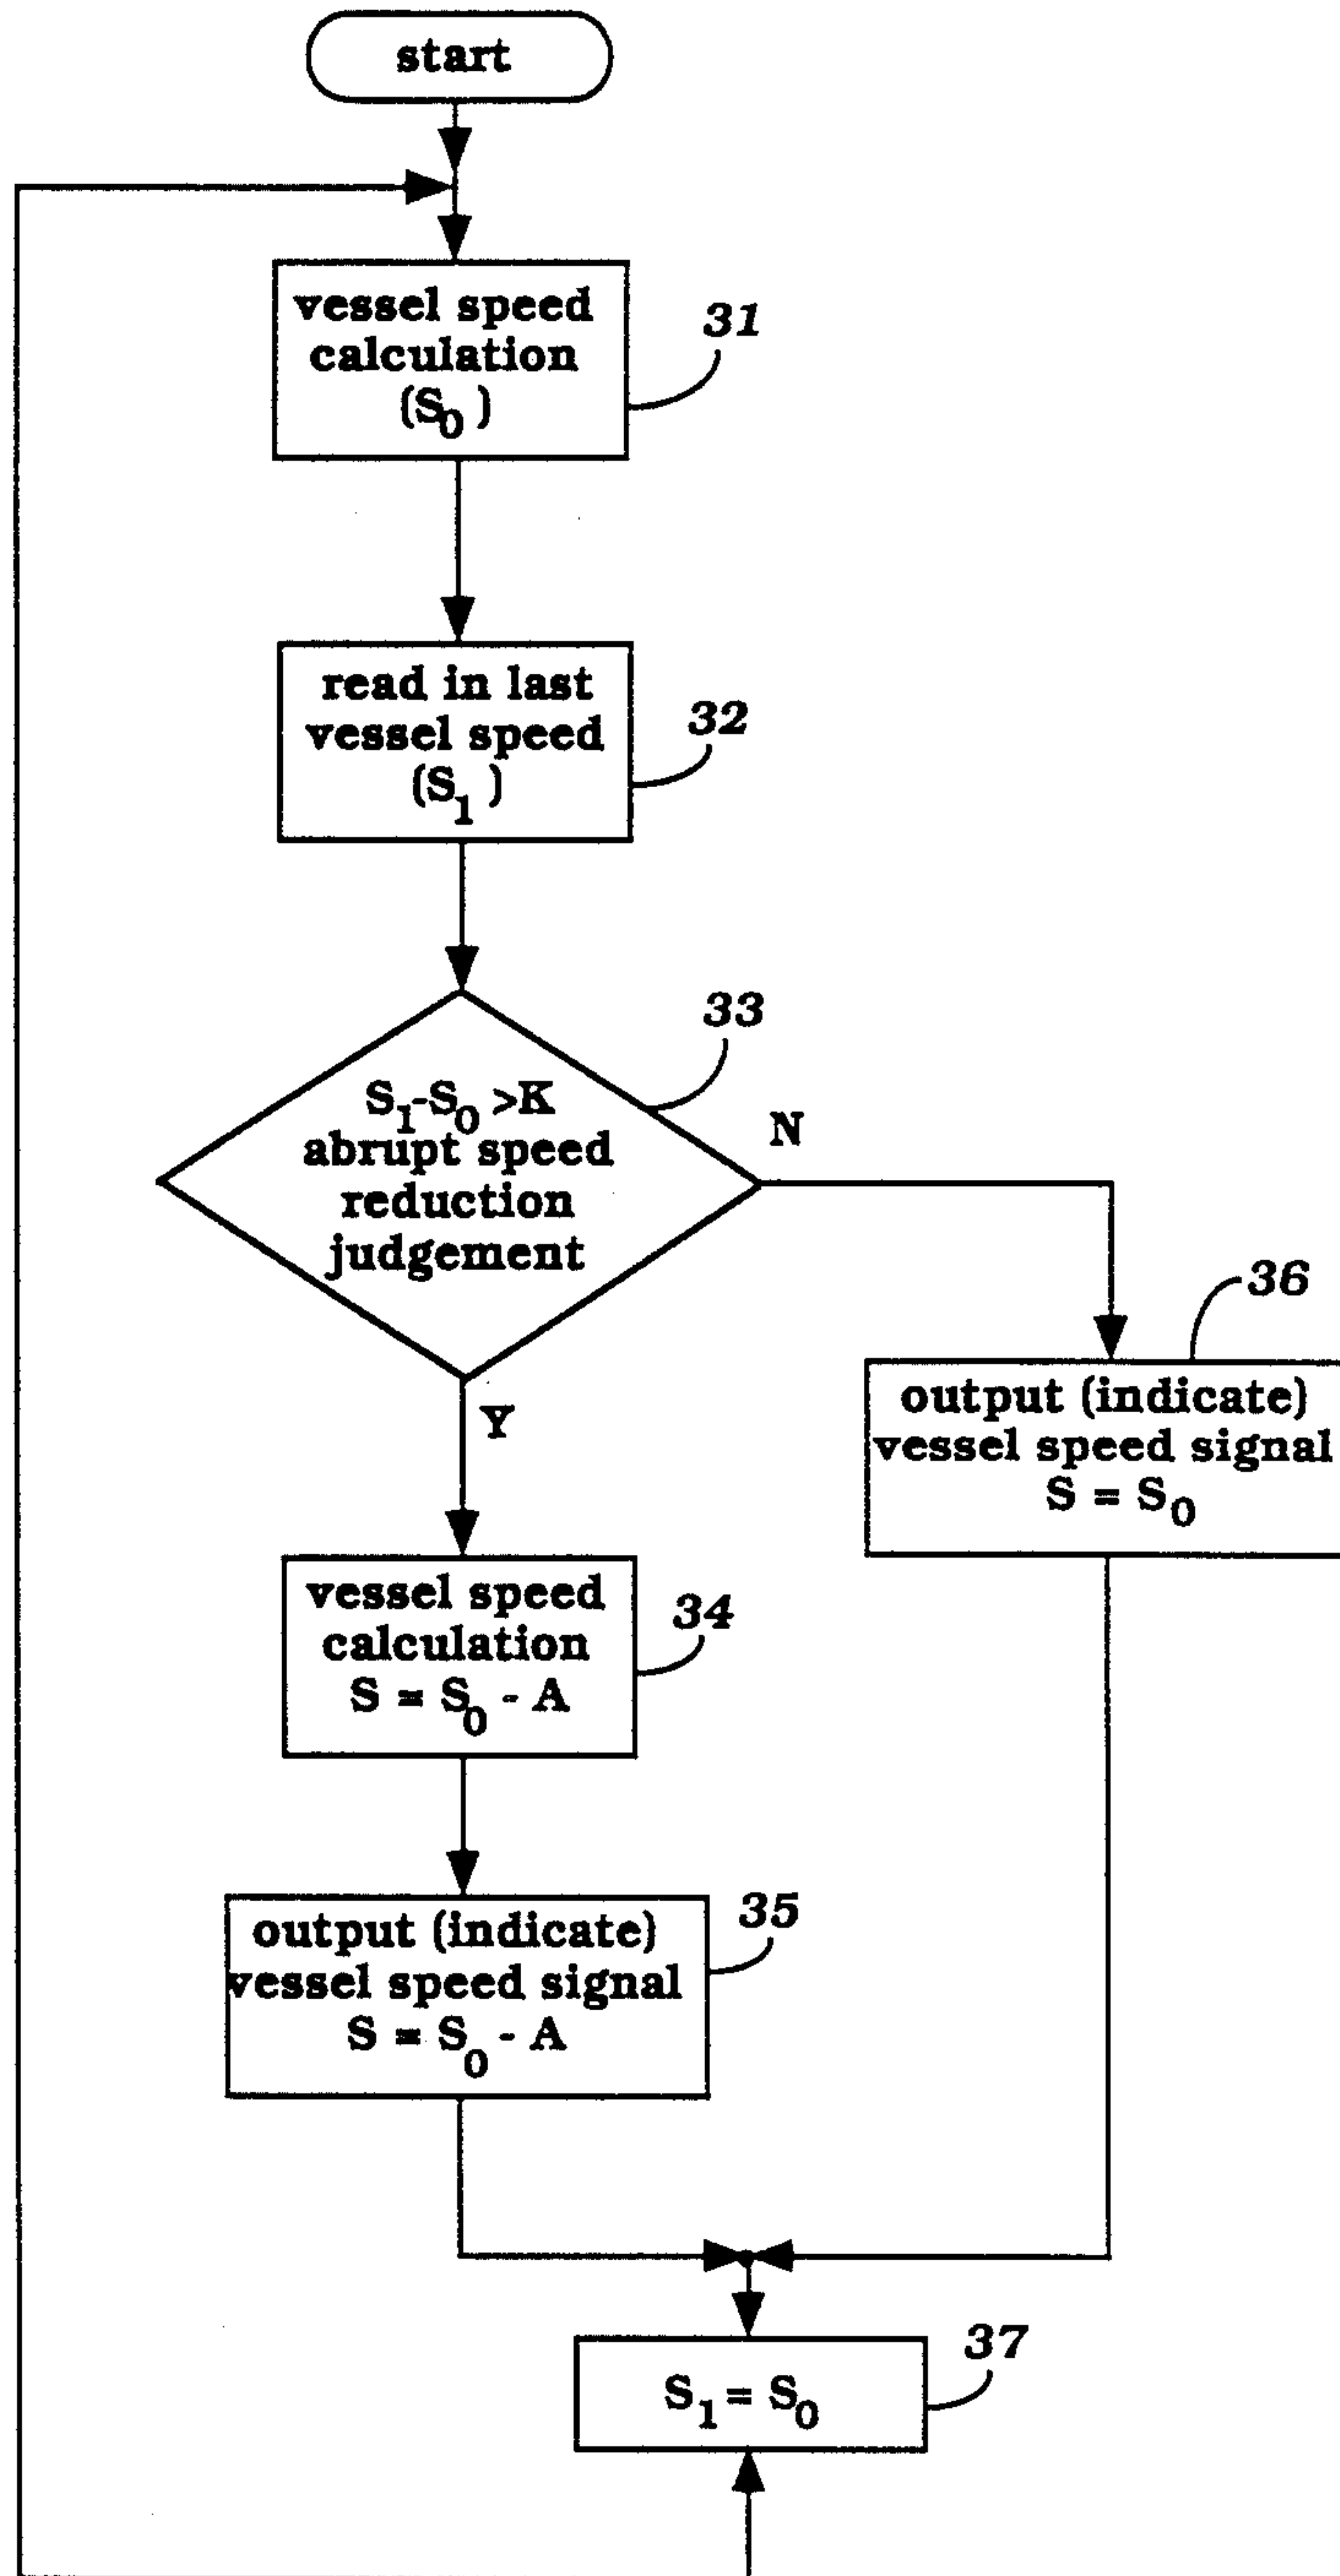 start
vessel speed
calculation
(S₀)
31
read in last
vessel speed
(S₁)
32
33
S₁-S₀ >K
abrupt speed
reduction
judgement
N
Y
36
output (indicate)
vessel speed signal
S = S₀
vessel speed
calculation
S = S₀ - A
34
output (indicate)
vessel speed signal
S = S₀ - A
35
37
S₁ = S₀